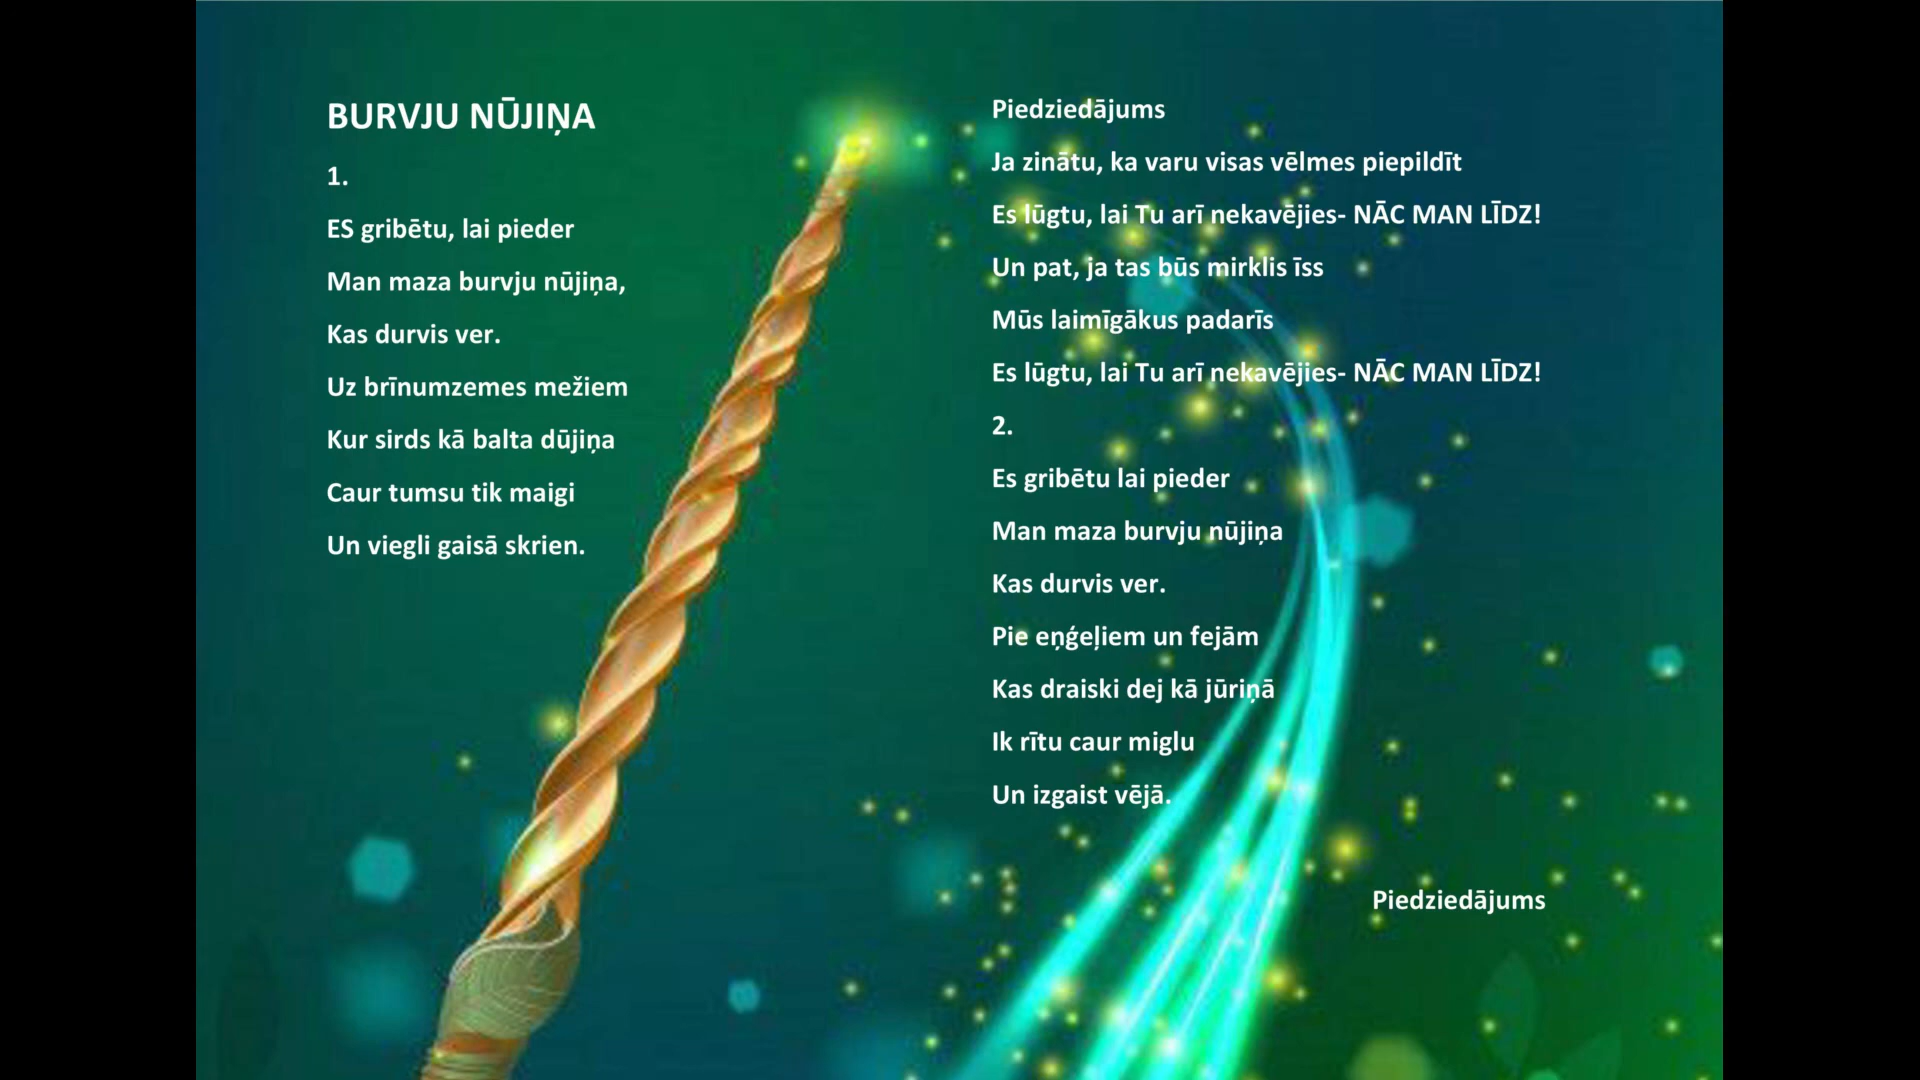 BURVJU NŪJIŅA
1.
ES gribētu, lai pieder
Man maza burvju nūjiņa,
Kas durvis ver.
Uz brīnumzemes mežiem
Kur sirds kā balta dūjiņa
Caur tumsu tik maigi
Un viegli gaisā skrien.
Piedziedājums
Ja zinātu, ka varu visas vēlmes piepildīt
Es lūgtu, lai Tu arī nekavējies- NĀC MAN LĪDZ!
Un pat, ja tas būs mirklis īss
Mūs laimīgākus padarīs
Es lūgtu, lai Tu arī nekavējies- NĀC MAN LĪDZ!
2.
Es gribētu lai pieder
Man maza burvju nūjiņa
Kas durvis ver.
Pie eņģeļiem un fejām
Kas draiski dej kā jūriņā
Ik rītu caur miglu
Un izgaist vējā.
Piedziedājums